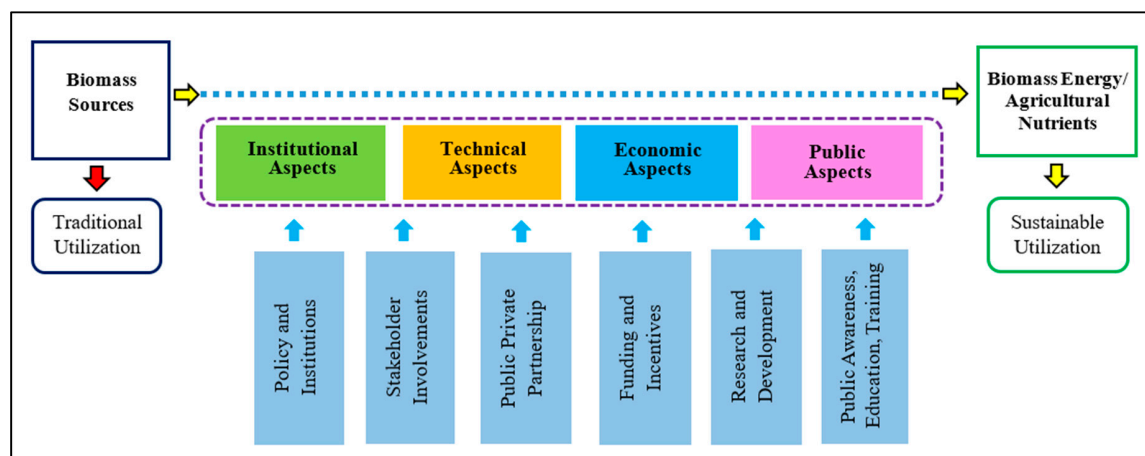 Biomass
Sources
Biomass Energy/
Agricultural
Nutrients
Institutional
Aspects
Technical
Aspects
Economic
Aspects
Public
Aspects
Traditional
Utilization
Sustainable
Utilization
Policy and
Institutions
Stakeholder
Involvements
Public Private
Partnership
Funding and
Incentives
Research and
Development
Public Awareness,
Education, Training